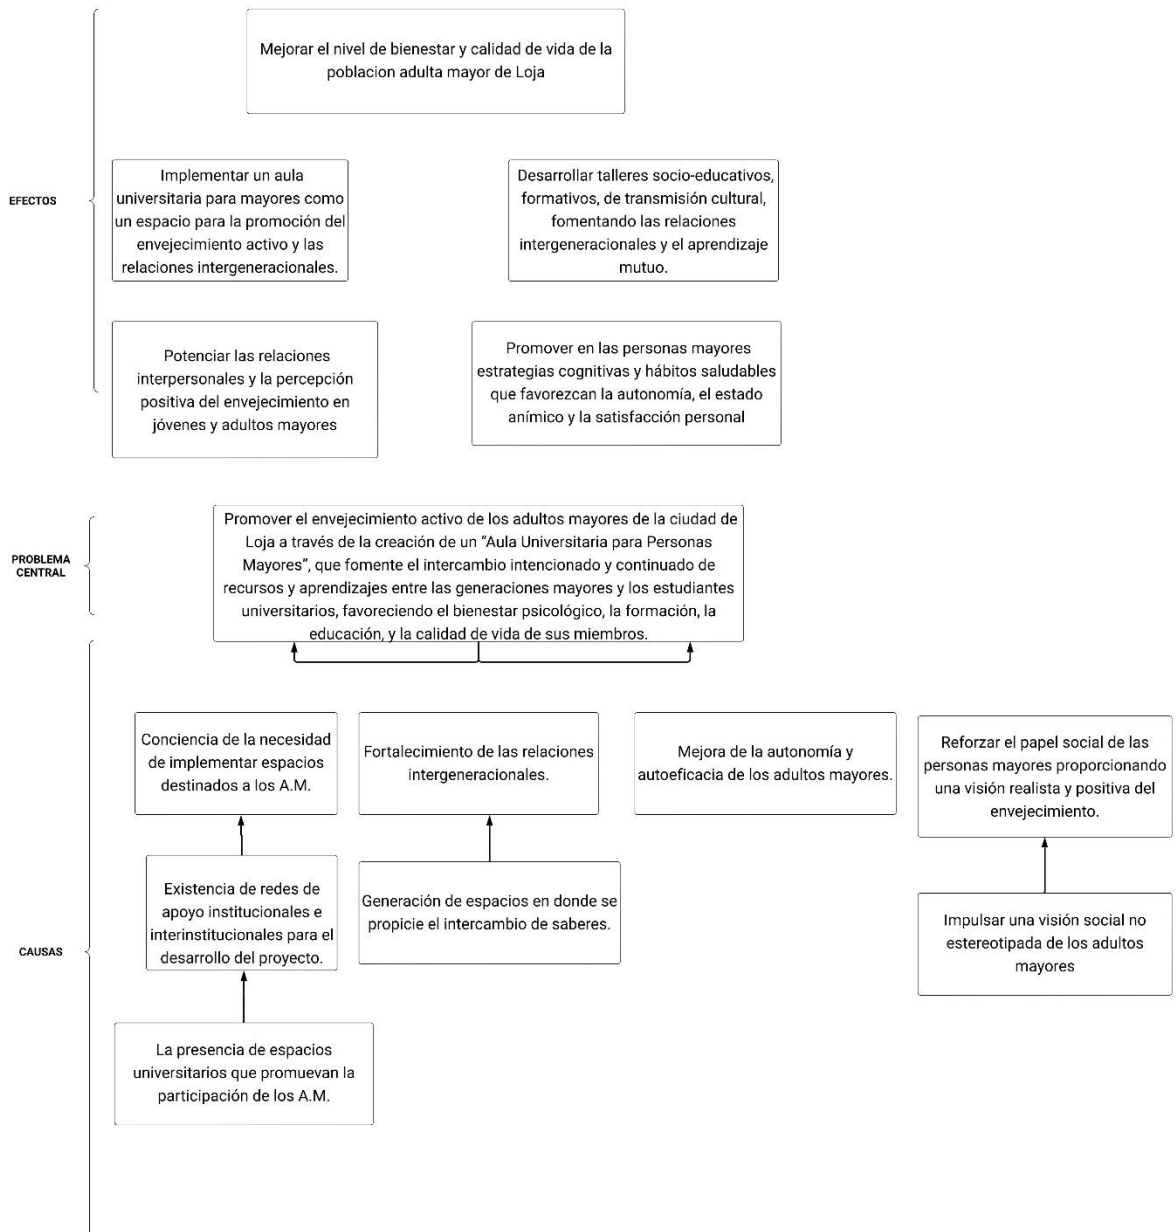 Mejorar el nivel de bienestar y calidad de vida de la
poblacion adulta mayor de Loja
EFECTOS
Implementar un aula
universitaria para mayores como
un espacio para la promoción del
envejecimiento activo y las
relaciones intergeneracionales.
Desarrollar talleres socio-educativos,
formativos, de transmisión cultural,
fomentando las relaciones
intergeneracionales y el aprendizaje
mutuo.
Potenciar las relaciones
interpersonales y la percepción
positiva del envejecimiento en
jóvenes y adultos mayores
Promover en las personas mayores
estrategias cognitivas y hábitos saludables
que favorezcan la autonomía, el estado
anímico y la satisfacción personal
PROBLEMA
CENTRAL
Promover el envejecimiento activo de los adultos mayores de la ciudad de
Loja a través de la creación de un “Aula Universitaria para Personas
Mayores”, que fomente el intercambio intencionado y continuado de
recursos y aprendizajes entre las generaciones mayores y los estudiantes
universitarios, favoreciendo el bienestar psicológico, la formación, la
educación, y la calidad de vida de sus miembros.
CAUSAS
Conciencia de la necesidad
de implementar espacios
destinados a los A.M.
Fortalecimiento de las relaciones
intergeneracionales.
Mejora de la autonomía y
autoeficacia de los adultos mayores.
Reforzar el papel social de las
personas mayores proporcionando
una visión realista y positiva del
envejecimiento.
Existencia de redes de
apoyo institucionales e
interinstitucionales para el
desarrollo del proyecto.
Generación de espacios en donde se
propicie el intercambio de saberes.
Impulsar una visión social no
estereotipada de los adultos
mayores
La presencia de espacios
universitarios que promuevan la
participación de los A.M.